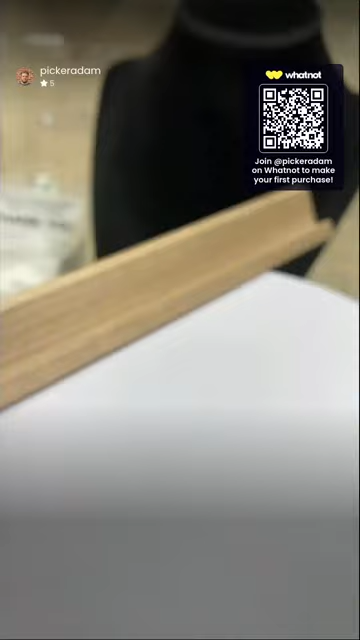 pickeradam
★ 5
whatnot
Join @pickeradam
on Whatnot to make
your first purchase!